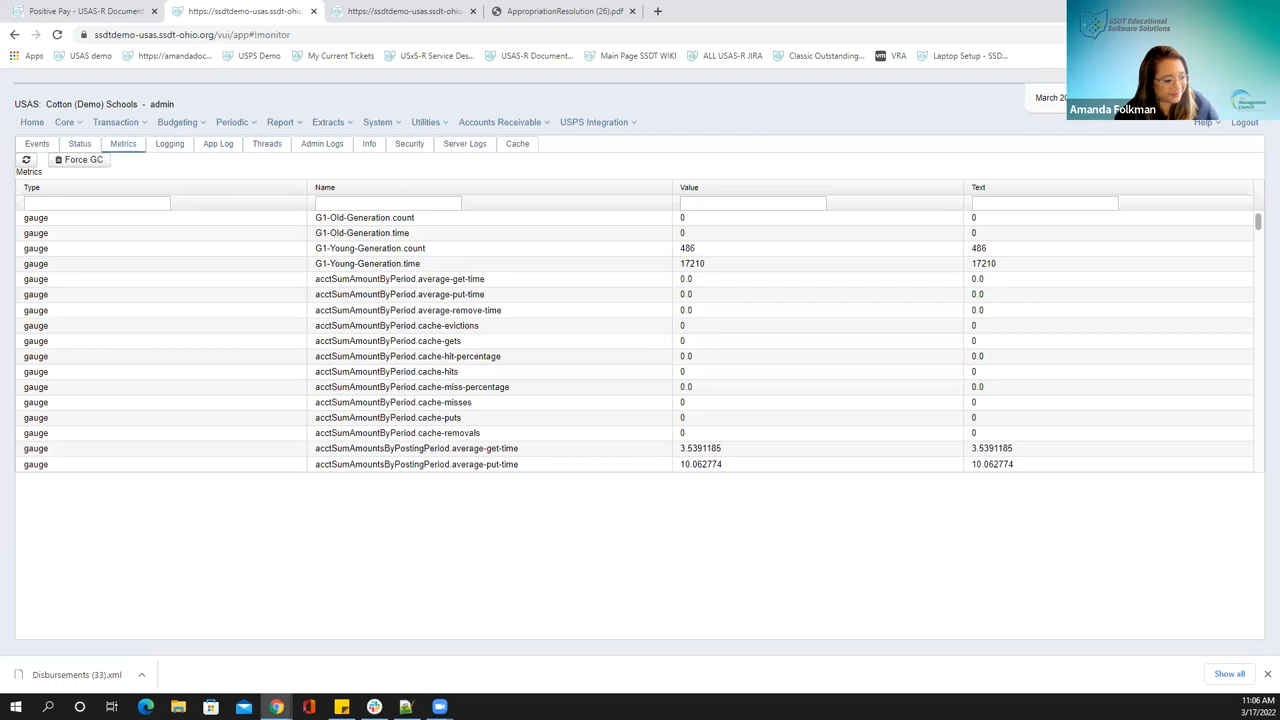 Positive Pay - USAS-R Document
https://ssdtdemo-usas.ssdt-ohio
https://ssdtdemo-usas.ssdt-ohio
AppropriationResolution (26).pdf
ssdtdemo-usas.ssdt-ohio.org/vui/app#!monitor
Apps
USAS demo
https://amandadoc...
USPS Demo
My Current Tickets
USxS-R Service Des...
USAS-R Document...
Main Page SSDT WIKI
ALL USAS-R JIRA
Classic Outstanding...
VRA
Laptop Setup - SSD...
SSDT Educational
Software Solutions
Management
Council
Amanda Folkman
USAS: Cotton (Demo) Schools - admin
March 20
Home Core Transaction Budgeting Periodic Report Extracts System Utilities Accounts Receivable USPS Integration Help Logout
Events Status Metrics Logging App Log Threads Admin Logs Info Security Server Logs Cache
Force GC
Metrics
Type Name Value Text
gauge G1-Old-Generation.count 0 0
gauge G1-Old-Generation.time 0 0
gauge G1-Young-Generation.count 486 486
gauge G1-Young-Generation.time 17210 17210
gauge acctSumAmountByPeriod.average-get-time 0.0 0.0
gauge acctSumAmountByPeriod.average-put-time 0.0 0.0
gauge acctSumAmountByPeriod.average-remove-time 0.0 0.0
gauge acctSumAmountByPeriod.cache-evictions 0 0
gauge acctSumAmountByPeriod.cache-gets 0 0
gauge acctSumAmountByPeriod.cache-hit-percentage 0.0 0.0
gauge acctSumAmountByPeriod.cache-hits 0 0
gauge acctSumAmountByPeriod.cache-miss-percentage 0.0 0.0
gauge acctSumAmountByPeriod.cache-misses 0 0
gauge acctSumAmountByPeriod.cache-puts 0 0
gauge acctSumAmountByPeriod.cache-removals 0 0
gauge acctSumAmountsByPostingPeriod.average-get-time 3.5391185 3.5391185
gauge acctSumAmountsByPostingPeriod.average-put-time 10.062774 10.062774
Disbursements (33).xml
Show all
11:06 AM
3/17/2022